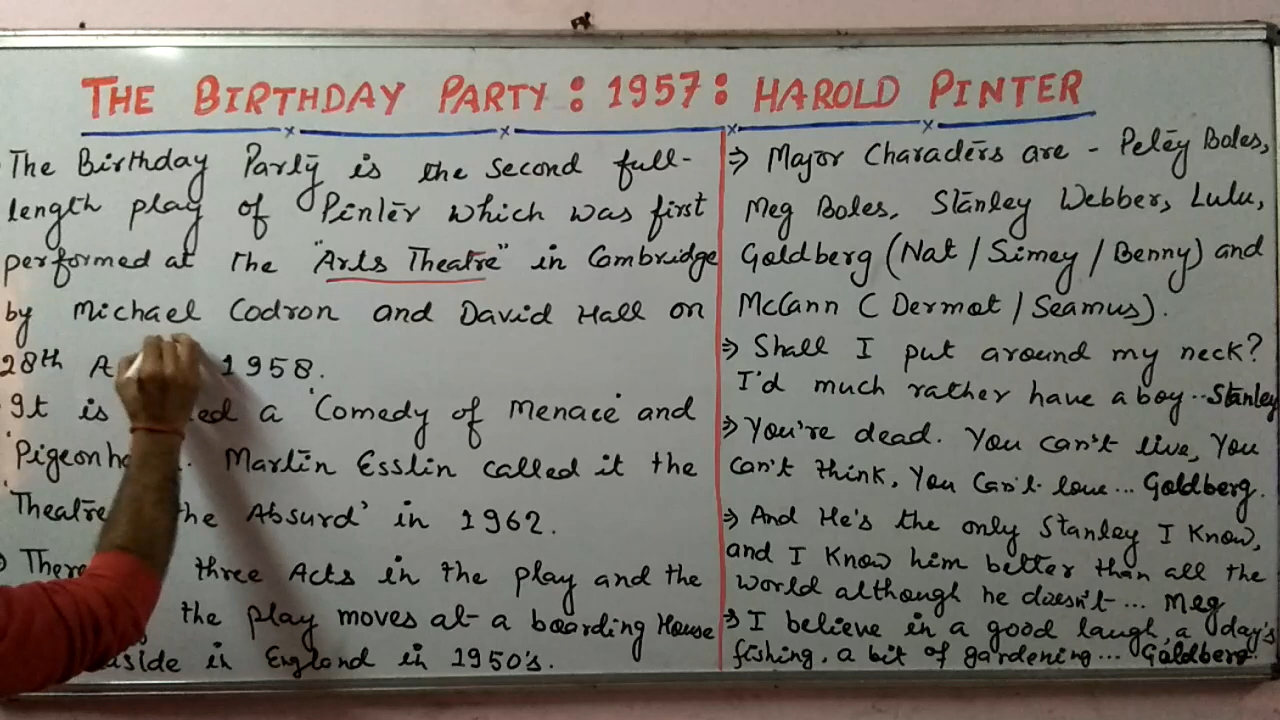 THE BIRTHDAY PARTY : 1957 : HAROLD PINTER
The Birthday Party is the second full-
length play of Pinter which was first
performed at the "Arts Theatre" in Cambridge
by Michael Codron and David Hall on
28th A 1958.
It is ed a 'Comedy of Menace' and
'Pigeonho . Martin Esslin called it the
'Theatre the Absurd' in 1962.
There three Acts in the play and the
the play moves at a boarding House
side in England in 1950's.
⇒ Major Characters are - Petey Boles,
Meg Boles, Stanley Webber, Lulu,
Goldberg (Nat / Simey / Benny) and
McCann ( Dermot / Seamus).
⇒ Shall I put around my neck?
I'd much rather have a boy .. Stanley
⇒ You're dead. You can't live, You
can't think, You can't love... Goldberg.
⇒ And He's the only Stanley I Know,
and I Know him better than all the
world although he doesn't... Meg
⇒ I believe in a good laugh, a day's
fishing, a bit of gardening... Goldberg.